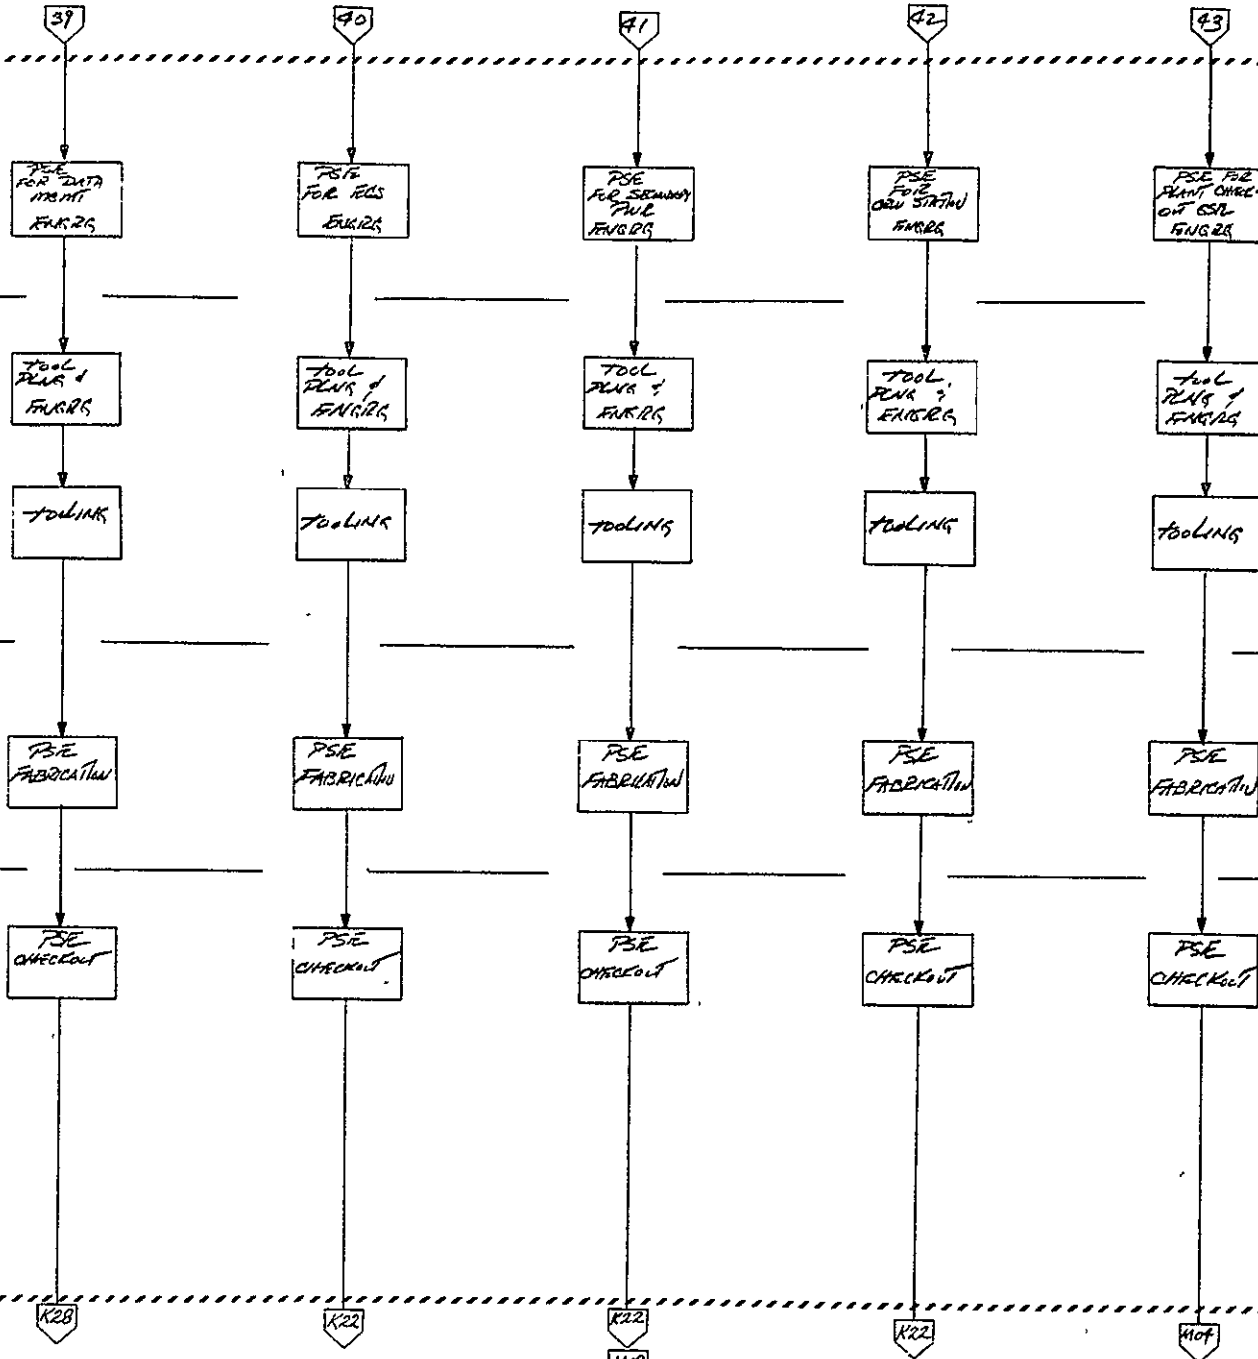 39
40
41
42
43
PSE
FOR DATA
MGMT
ENGRG
PSE
FOR ECS
ENGRG
PSE
FOR SECONDARY
PWR
ENGRG
PSE
FOR
CREW STATION
ENGRG
PSE FOR
PLANT CHECK-
OUT GSE
ENGRG
TOOL
PLNG &
ENGRG
TOOL
PLNG &
ENGRG
TOOL
PLNG &
ENGRG
TOOL
PLNG &
ENGRG
TOOL
PLNG &
ENGRG
TOOLING
TOOLING
TOOLING
TOOLING
TOOLING
PSE
FABRICATION
PSE
FABRICATION
PSE
FABRICATION
PSE
FABRICATION
PSE
FABRICATION
PSE
CHECKOUT
PSE
CHECKOUT
PSE
CHECKOUT
PSE
CHECKOUT
PSE
CHECKOUT
K28
K22
K22
K22
M04